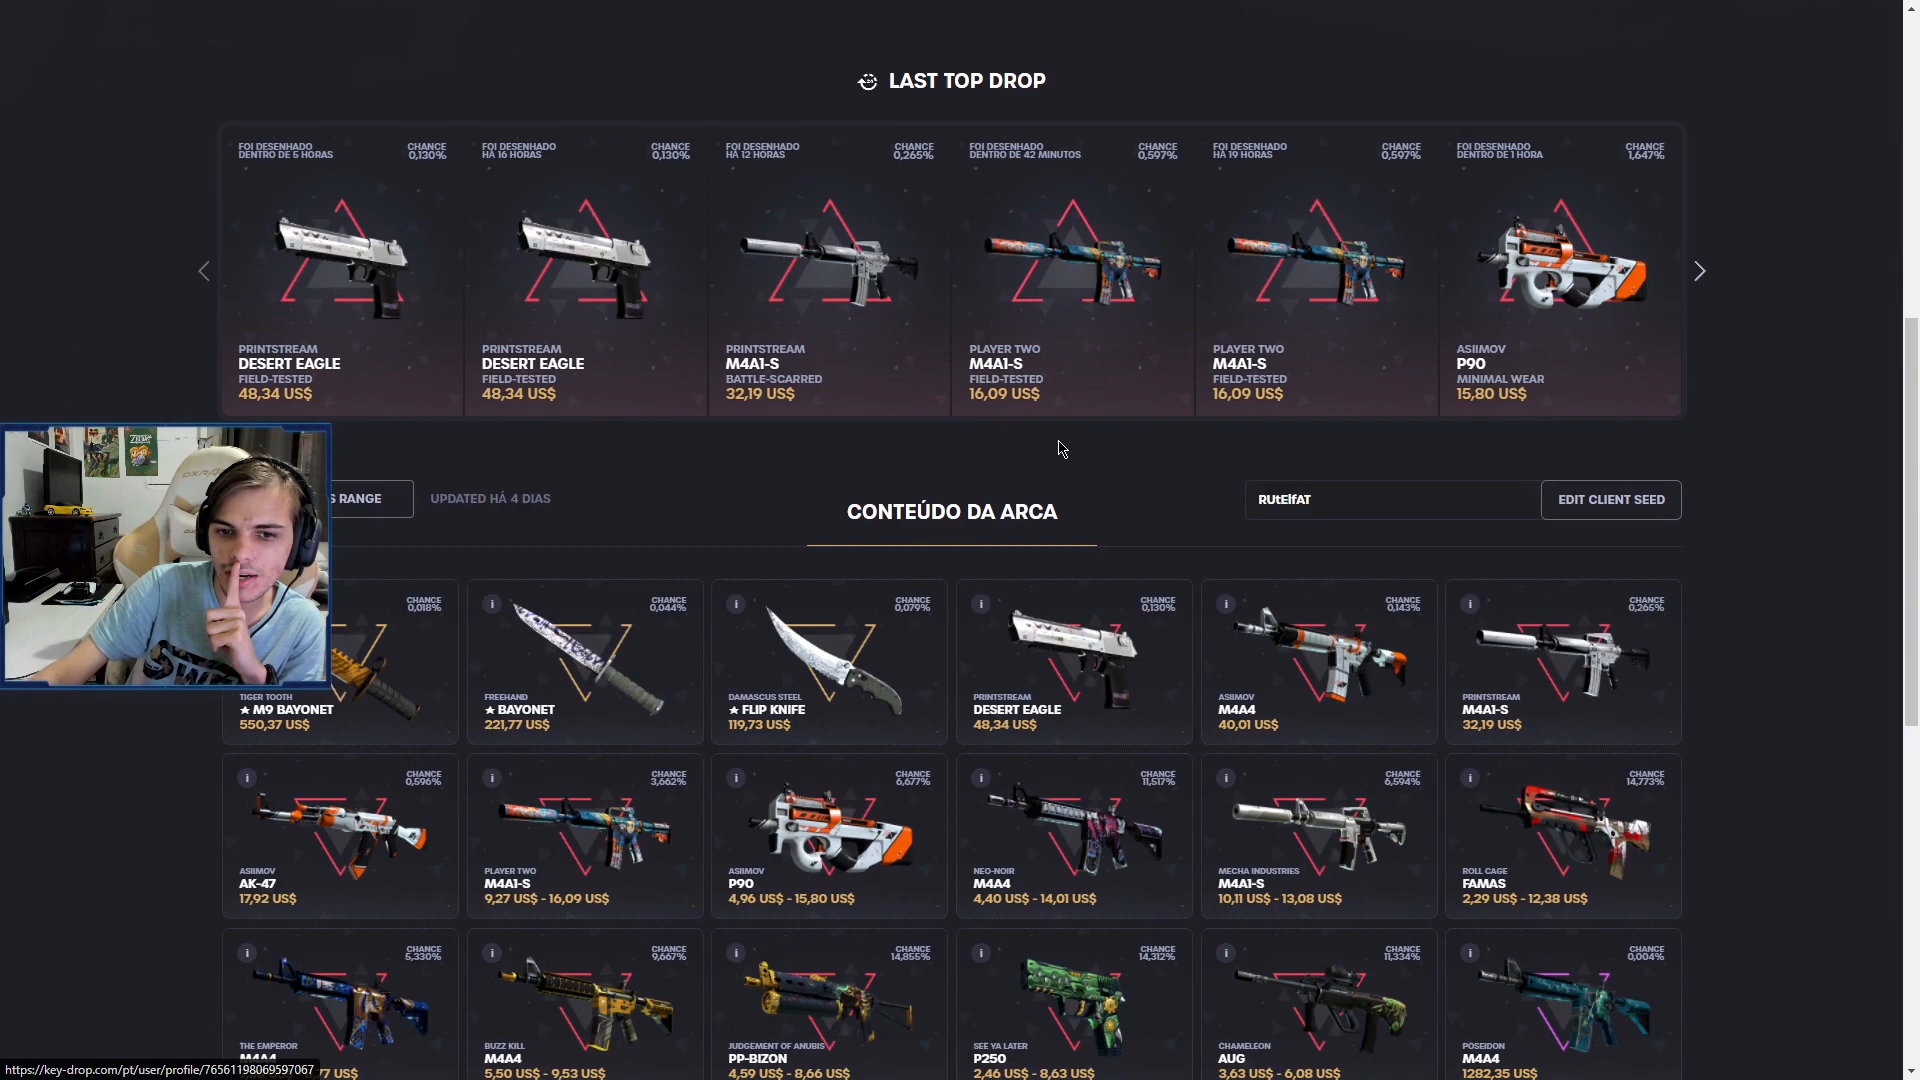 LAST TOP DROP
FOI DESENHADO
DENTRO DE 5 HORAS
CHANCE
0,130%
PRINTSTREAM
DESERT EAGLE
FIELD-TESTED
48,34 US$
FOI DESENHADO
HÁ 16 HORAS
CHANCE
0,130%
PRINTSTREAM
DESERT EAGLE
FIELD-TESTED
48,34 US$
FOI DESENHADO
HÁ 12 HORAS
CHANCE
0,265%
PRINTSTREAM
M4A1-S
BATTLE-SCARRED
32,19 US$
FOI DESENHADO
DENTRO DE 42 MINUTOS
CHANCE
0,597%
PLAYER TWO
M4A1-S
FIELD-TESTED
16,09 US$
FOI DESENHADO
HÁ 19 HORAS
CHANCE
0,597%
PLAYER TWO
M4A1-S
FIELD-TESTED
16,09 US$
FOI DESENHADO
DENTRO DE 1 HORA
CHANCE
1,647%
ASIIMOV
P90
MINIMAL WEAR
15,80 US$
RANGE
UPDATED HÁ 4 DIAS
CONTEÚDO DA ARCA
RUtElfAT
EDIT CLIENT SEED
CHANCE
0,018%
TIGER TOOTH
★ M9 BAYONET
550,37 US$
i
CHANCE
0,044%
FREEHAND
★ BAYONET
221,77 US$
i
CHANCE
0,079%
DAMASCUS STEEL
★ FLIP KNIFE
119,73 US$
i
CHANCE
0,130%
PRINTSTREAM
DESERT EAGLE
48,34 US$
i
CHANCE
0,143%
ASIIMOV
M4A4
40,01 US$
i
CHANCE
0,265%
PRINTSTREAM
M4A1-S
32,19 US$
i
CHANCE
0,596%
ASIIMOV
AK-47
17,92 US$
i
CHANCE
3,662%
PLAYER TWO
M4A1-S
9,27 US$ - 16,09 US$
i
CHANCE
6,677%
ASIIMOV
P90
4,96 US$ - 15,80 US$
i
CHANCE
11,517%
NEO-NOIR
M4A4
4,40 US$ - 14,01 US$
i
CHANCE
6,594%
MECHA INDUSTRIES
M4A1-S
10,11 US$ - 13,08 US$
i
CHANCE
14,773%
ROLL CAGE
FAMAS
2,29 US$ - 12,38 US$
i
CHANCE
5,330%
THE EMPEROR
M4A4
77 US$
i
CHANCE
9,667%
BUZZ KILL
M4A4
5,50 US$ - 9,53 US$
i
CHANCE
14,855%
JUDGEMENT OF ANUBIS
PP-BIZON
4,59 US$ - 8,66 US$
i
CHANCE
14,312%
SEE YA LATER
P250
2,46 US$ - 8,63 US$
i
CHANCE
11,334%
CHAMELEON
AUG
3,63 US$ - 6,08 US$
i
CHANCE
0,004%
POSEIDON
M4A4
1282,35 US$
ZELDA
https://key-drop.com/pt/user/profile/76561198069597067